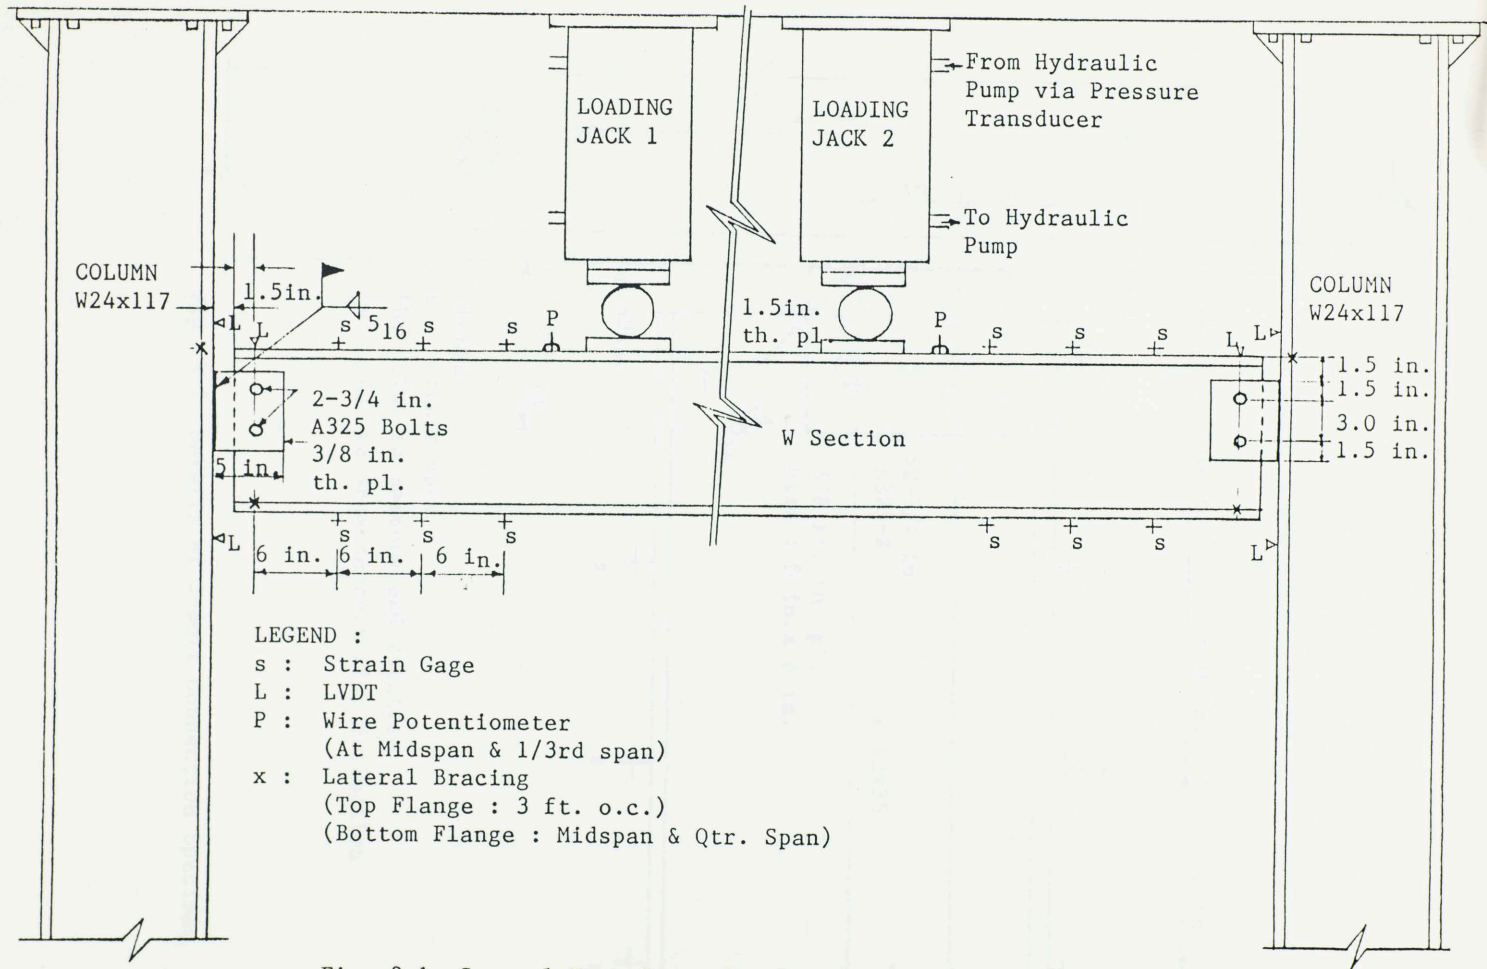 LOADING
JACK 1
LOADING
JACK 2
From Hydraulic
Pump via Pressure
Transducer
To Hydraulic
Pump
COLUMN
W24x117
COLUMN
W24x117
1.5in.
L
L
s
5
16
s
s
P
1.5in.
th. pl.
P
s
s
s
L
L
x
x
2-3/4 in.
A325 Bolts
3/8 in.
th. pl.
5 in.
W Section
1.5 in.
1.5 in.
3.0 in.
1.5 in.
x
x
L
s
s
s
s
s
s
L
6 in.
6 in.
6 in.
LEGEND :
s : Strain Gage
L : LVDT
P : Wire Potentiometer
(At Midspan & 1/3rd span)
x : Lateral Bracing
(Top Flange : 3 ft. o.c.)
(Bottom Flange : Midspan & Qtr. Span)